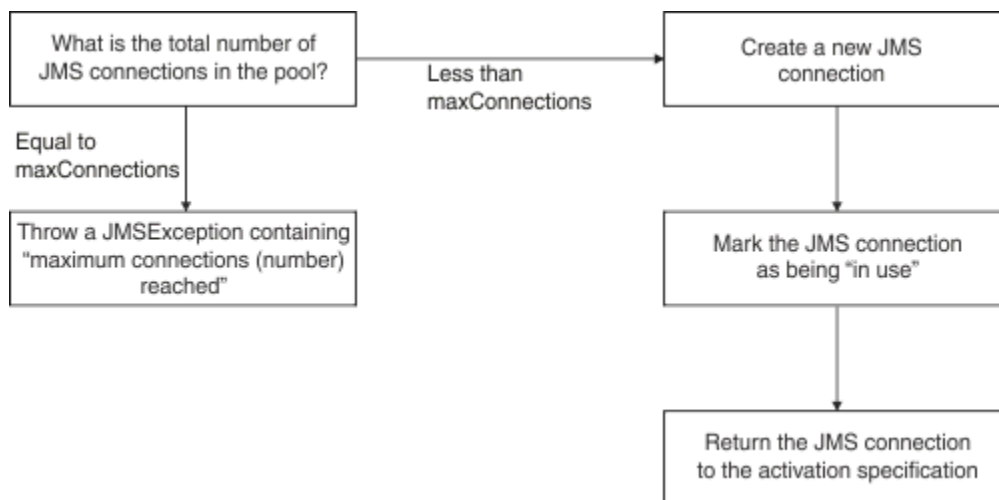 What is the total number of
JMS connections in the pool?
Less than
maxConnections
Create a new JMS
connection
Equal to
maxConnections
Throw a JMSException containing
“maximum connections (number)
reached”
Mark the JMS connection
as being “in use”
Return the JMS connection
to the activation specification